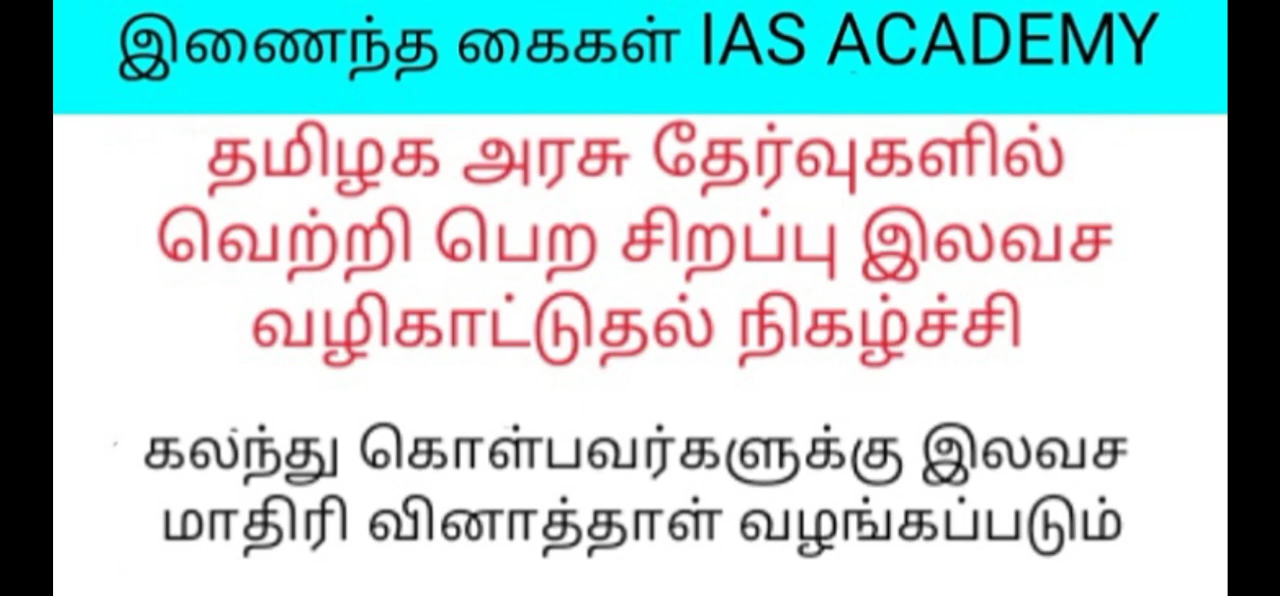 இணைந்த கைகள் IAS ACADEMY
தமிழக அரசு தேர்வுகளில்
வெற்றி பெற சிறப்பு இலவச
வழிகாட்டுதல் நிகழ்ச்சி
கலந்து கொள்பவர்களுக்கு இலவச
மாதிரி வினாத்தாள் வழங்கப்படும்